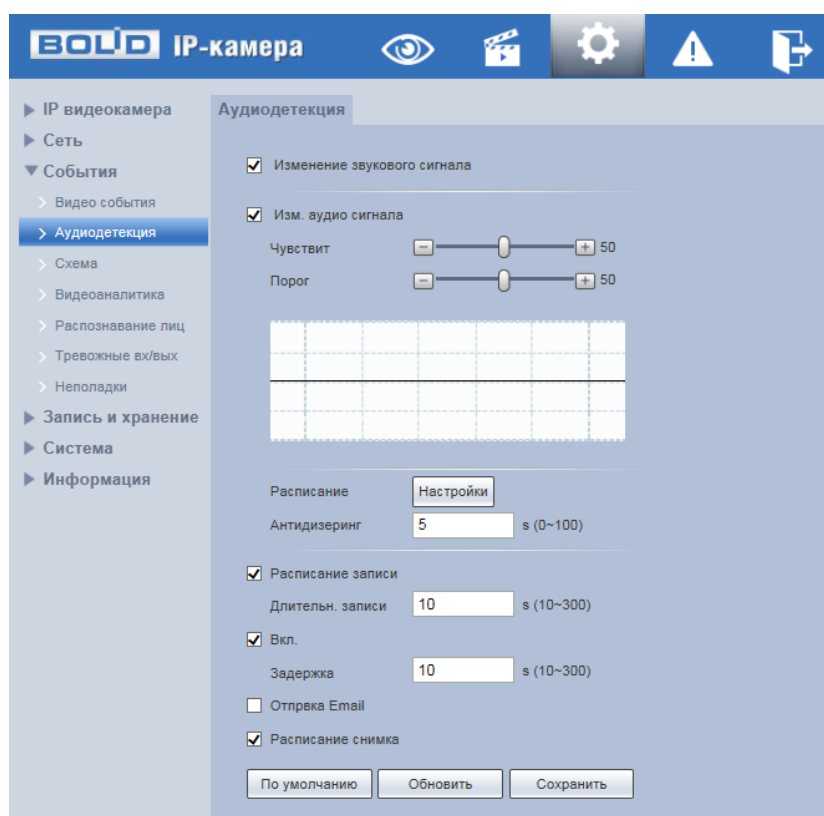 BOLID IP-камера
IP видеокамера
Сеть
События
Видео события
Аудиодетекция
Схема
Видеоаналитика
Распознавание лиц
Тревожные вх/вых
Неполадки
Запись и хранение
Система
Информация
Аудиодетекция
Изменение звукового сигнала
Изм. аудио сигнала
Чувствит 50
Порог 50
Расписание Настройки
Антидизеринг 5 s (0~100)
Расписание записи
Длительн. записи 10 s (10~300)
Вкл.
Задержка 10 s (10~300)
Отпрвка Email
Расписание снимка
По умолчанию Обновить Сохранить